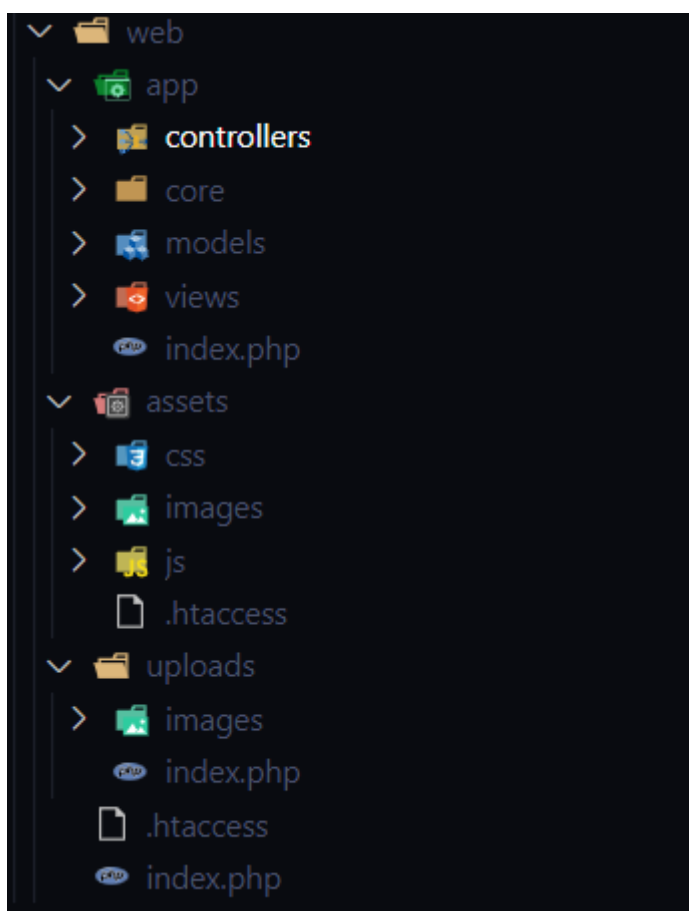 web
app
controllers
core
models
views
index.php
assets
css
images
js
.htaccess
uploads
images
index.php
.htaccess
index.php